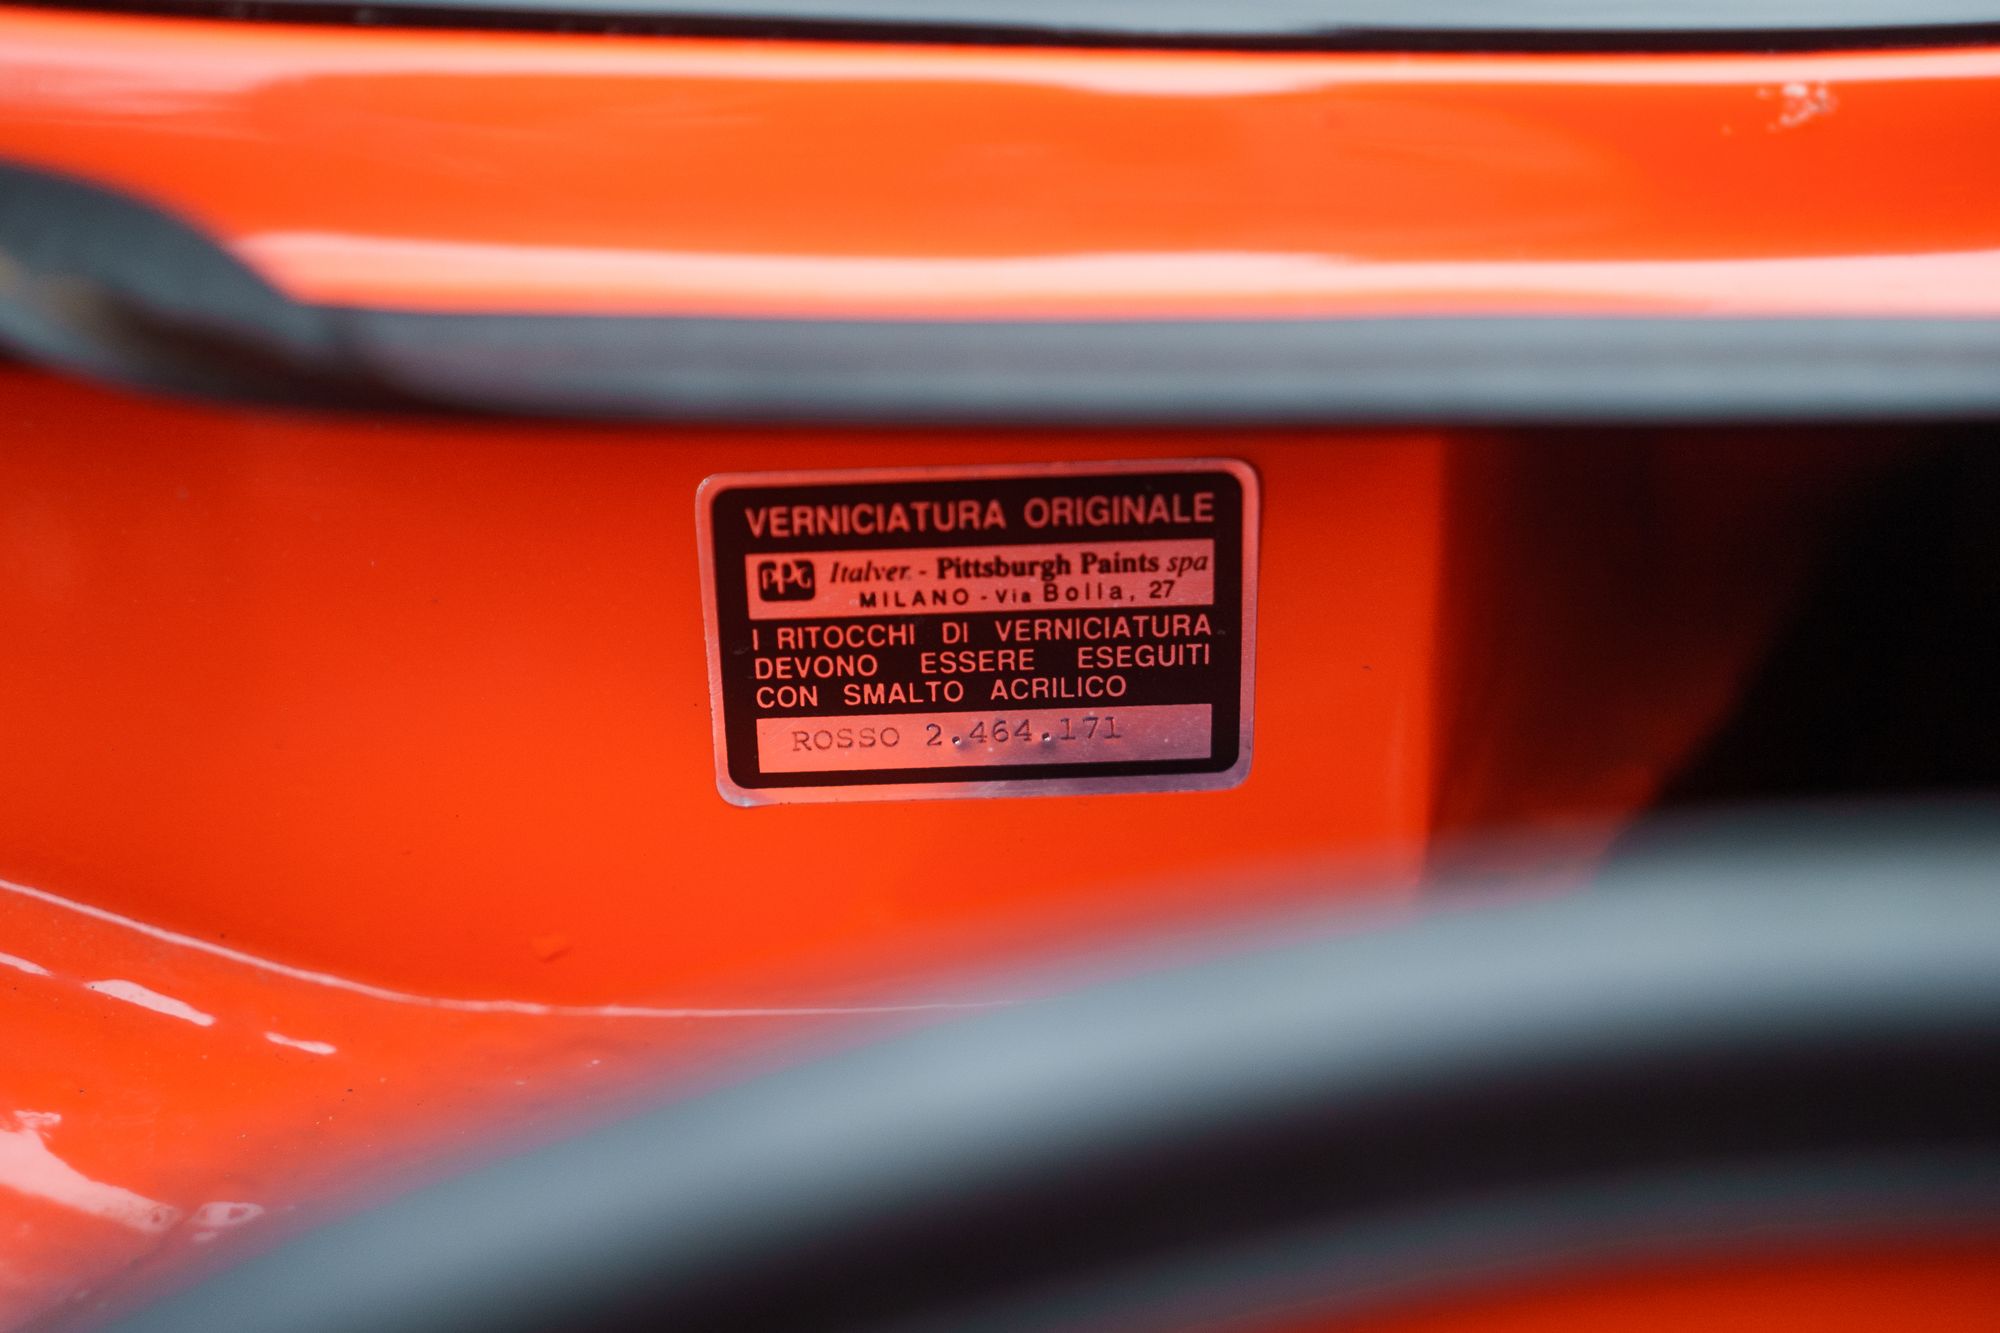 VERNICIATURA ORIGINALE
PPG Italver. - Pittsburgh Paints spa
MILANO - Via Bolla, 27
I RITOCCHI DI VERNICIATURA
DEVONO ESSERE ESEGUITI
CON SMALTO ACRILICO
ROSSO 2.464.171